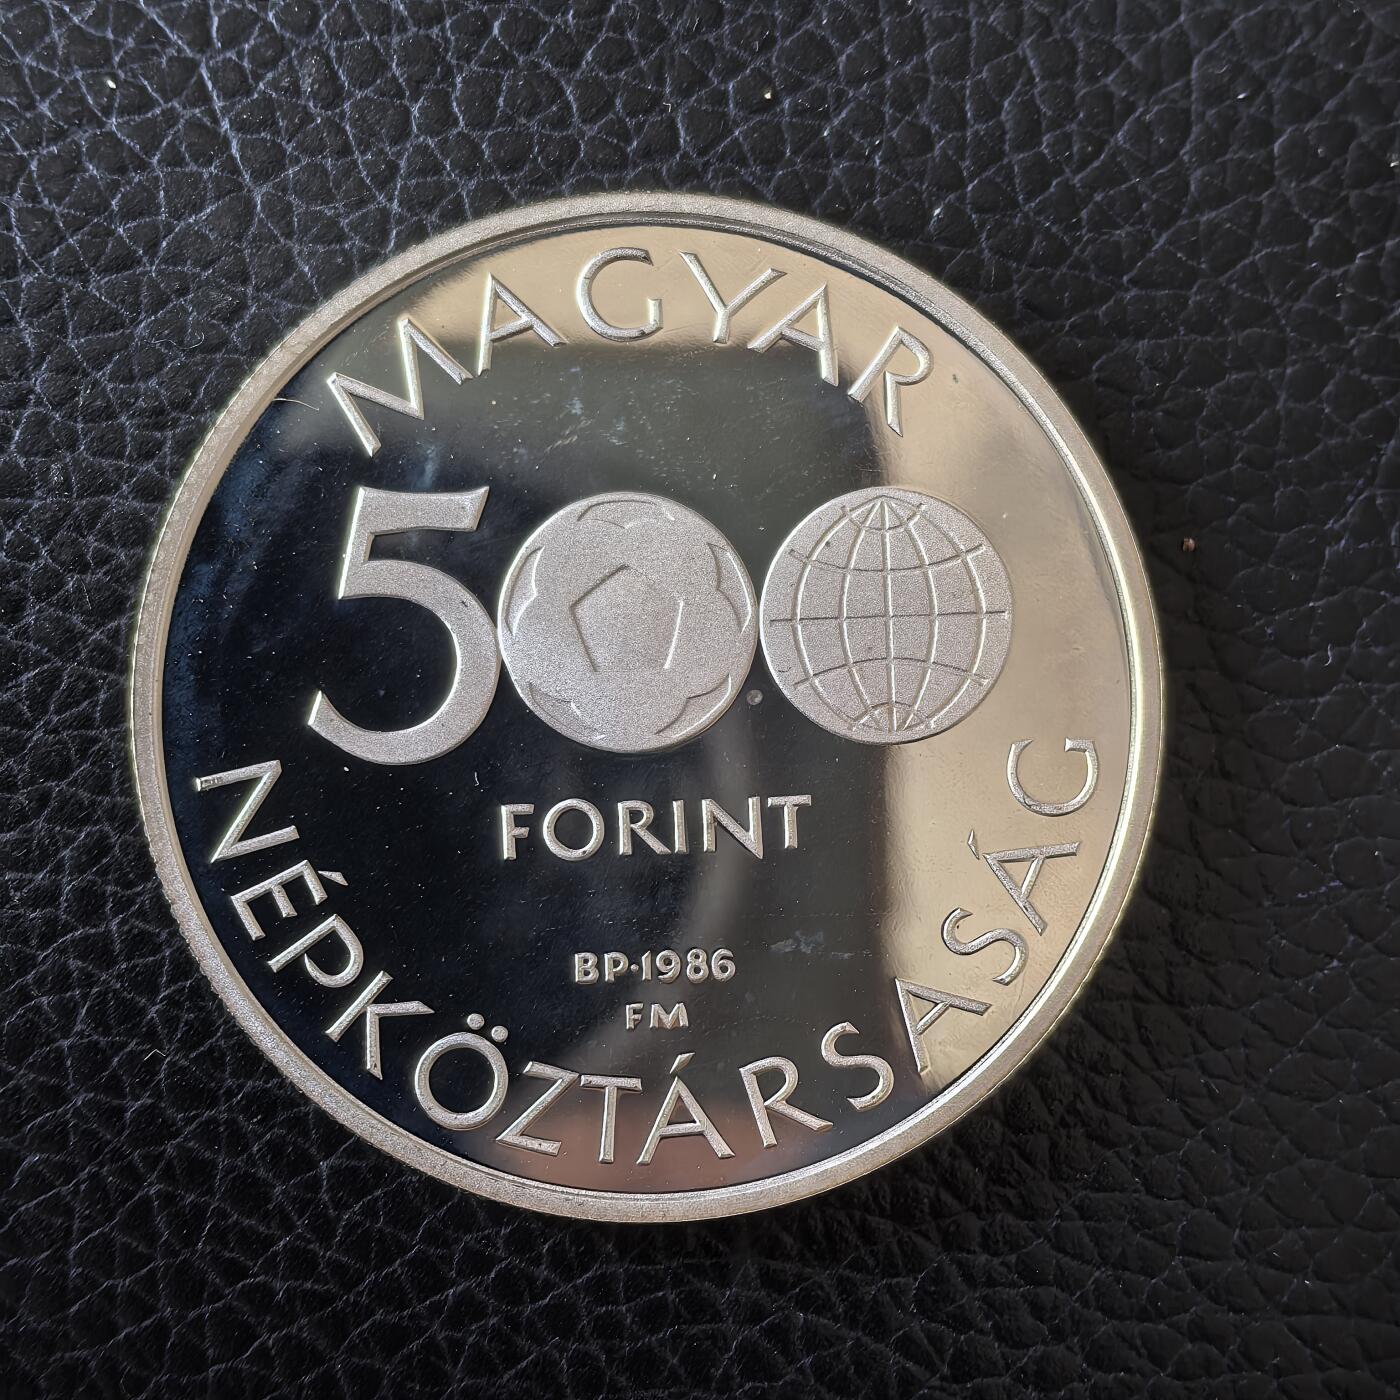 MAGYAR
500
FORINT
BP·1986
FM
NÉPKÖZTÁRSASÁG